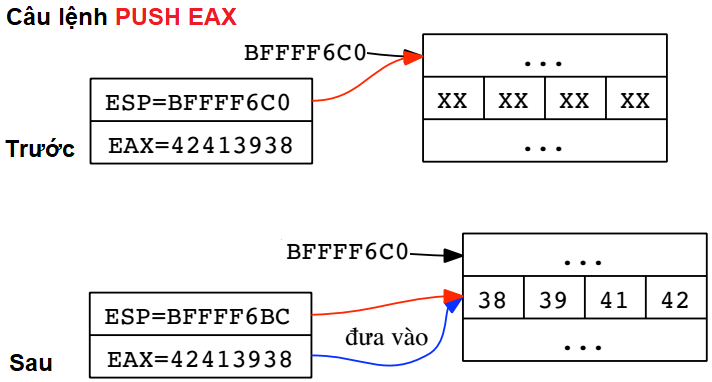 Câu lệnh PUSH EAX
BFFFF6C0
...
ESP=BFFFF6C0
XX XX XX XX
Trước
EAX=42413938
...
BFFFF6C0
...
ESP=BFFFF6BC
38 39 41 42
đưa vào
Sau
EAX=42413938
...